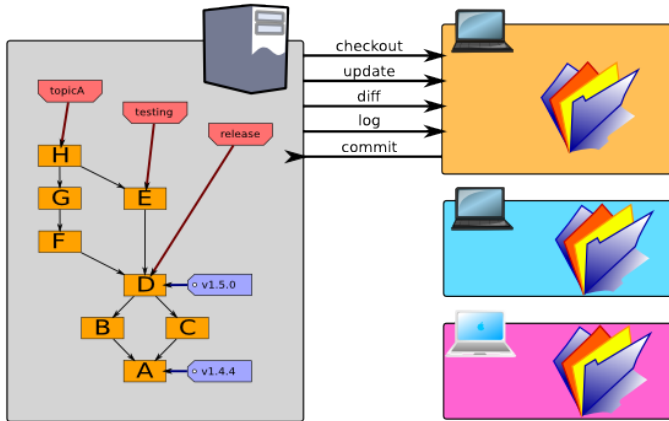 checkout
update
diff
log
commit
topicA
testing
release
H
G
E
F
D
v1.5.0
B
C
A
v1.4.4